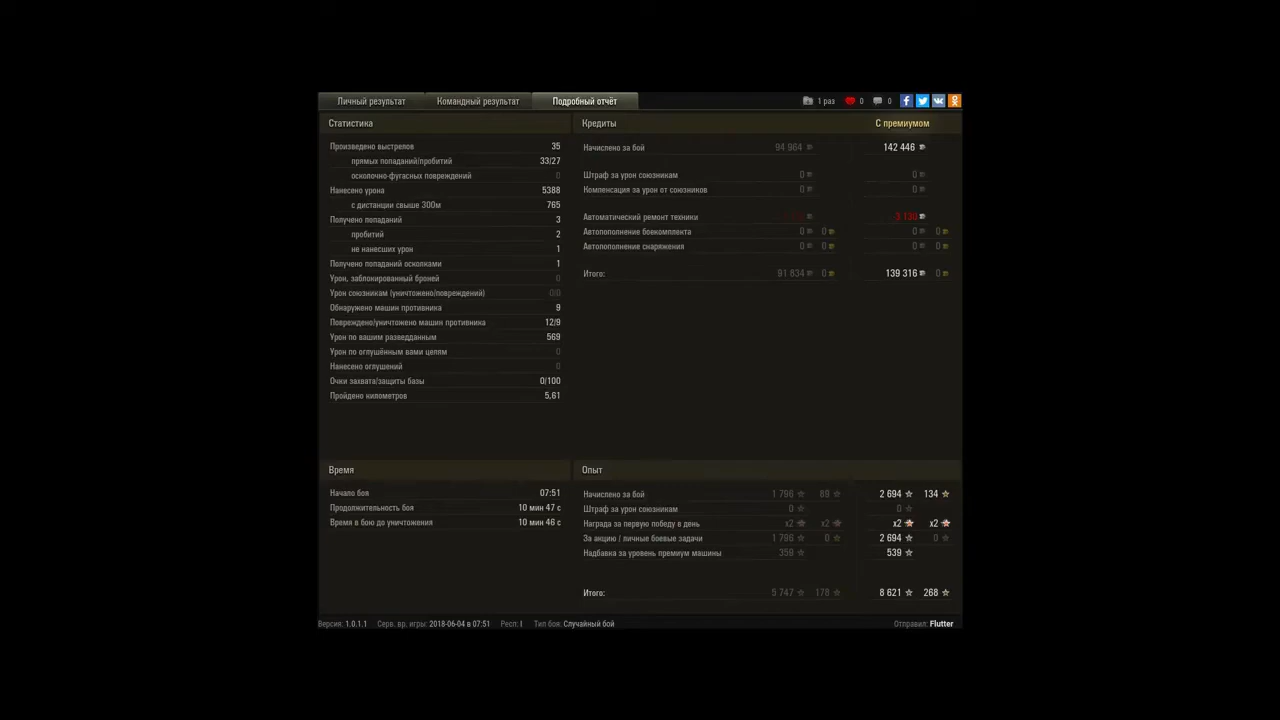 Личный результат Командный результат Подробный отчёт 1 раз 0 0
Статистика
Произведено выстрелов 35
прямых попаданий/пробитий 33/27
осколочно-фугасных повреждений 0
Нанесено урона 5388
с дистанции свыше 300м 765
Получено попаданий 3
пробитий 2
не нанесших урон 1
Получено попаданий осколками 1
Урон, заблокированный броней 0
Урон союзникам (уничтожено/повреждений) 0/0
Обнаружено машин противника 9
Повреждено/уничтожено машин противника 12/9
Урон по вашим разведданным 569
Урон по оглушённым вами целям 0
Нанесено оглушений 0
Очки захвата/защиты базы 0/100
Пройдено километров 5,61
Кредиты С премиумом
Начислено за бой 94 964 142 446
Штраф за урон союзникам 0 0
Компенсация за урон от союзников 0 0
Автоматический ремонт техники 3 130
Автопополнение боекомплекта 0 0 0 0
Автопополнение снаряжения 0 0 0 0
Итого: 91 834 0 139 316 0
Время
Начало боя 07:51
Продолжительность боя 10 мин 47 с
Время в бою до уничтожения 10 мин 46 с
Опыт
Начислено за бой 1 796 89 2 694 134
Штраф за урон союзникам 0 0
Награда за первую победу в день x2 x2 x2 x2
За акцию / личные боевые задачи 1 796 0 2 694 0
Надбавка за уровень премиум машины 359 539
Итого: 5 747 178 8 621 268
Версия: 1.0.1.1 Серв. вр. игры: 2018-06-04 в 07:51 Респ: I Тип боя: Случайный бой Отправил: Flutter